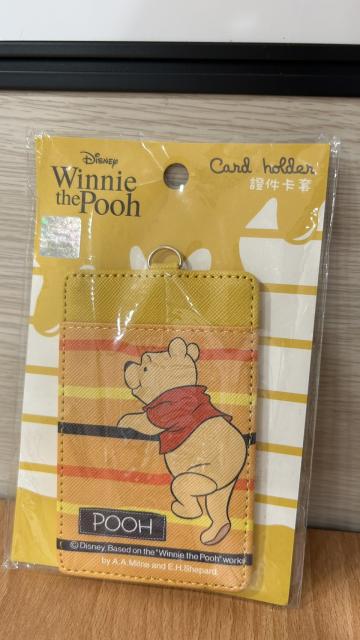 Disney
Winnie
the Pooh
Card holder
證件卡套
POOH
© Disney. Based on the "Winnie the Pooh" works
by A.A. Milne and E.H. Shepard.